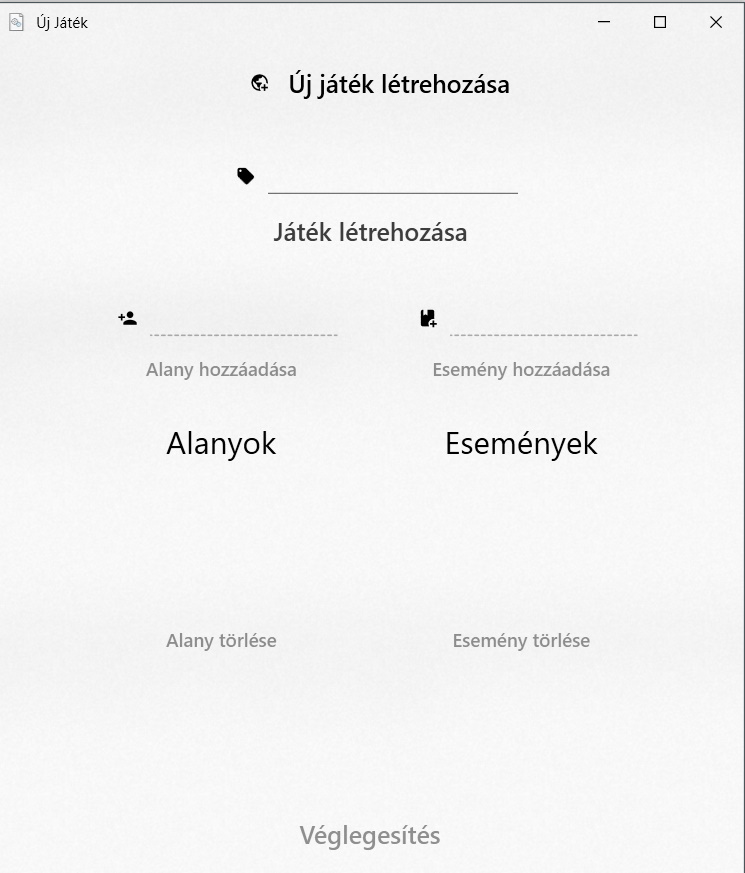 Új Játék
Új játék létrehozása
Játék létrehozása
Alany hozzáadása
Esemény hozzáadása
Alanyok
Események
Alany törlése
Esemény törlése
Véglegesítés